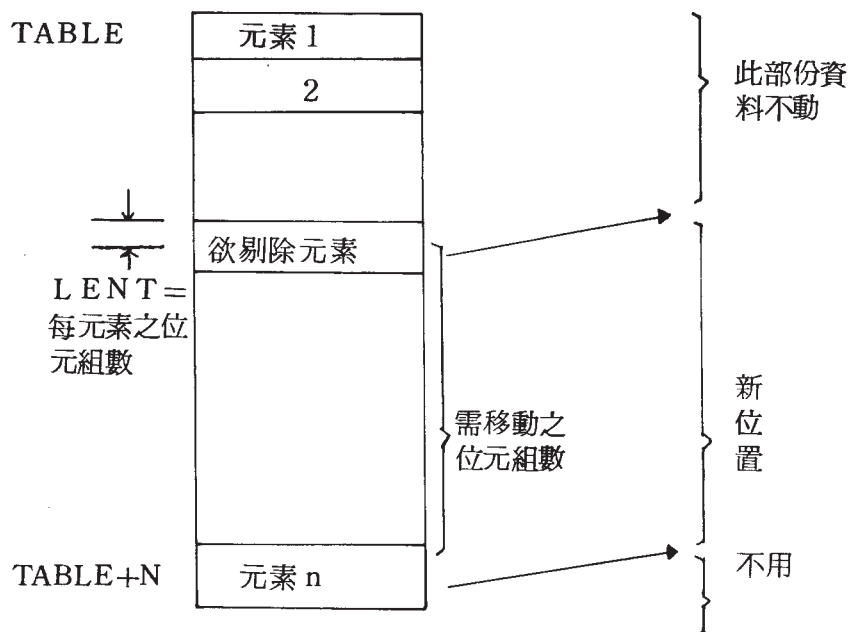 TABLE
元素1
2
此部份資
料不動
欲剔除元素
LENT=
每元素之位
元組數
需移動之
位元組數
新
位
置
TABLE+N
元素n
不用